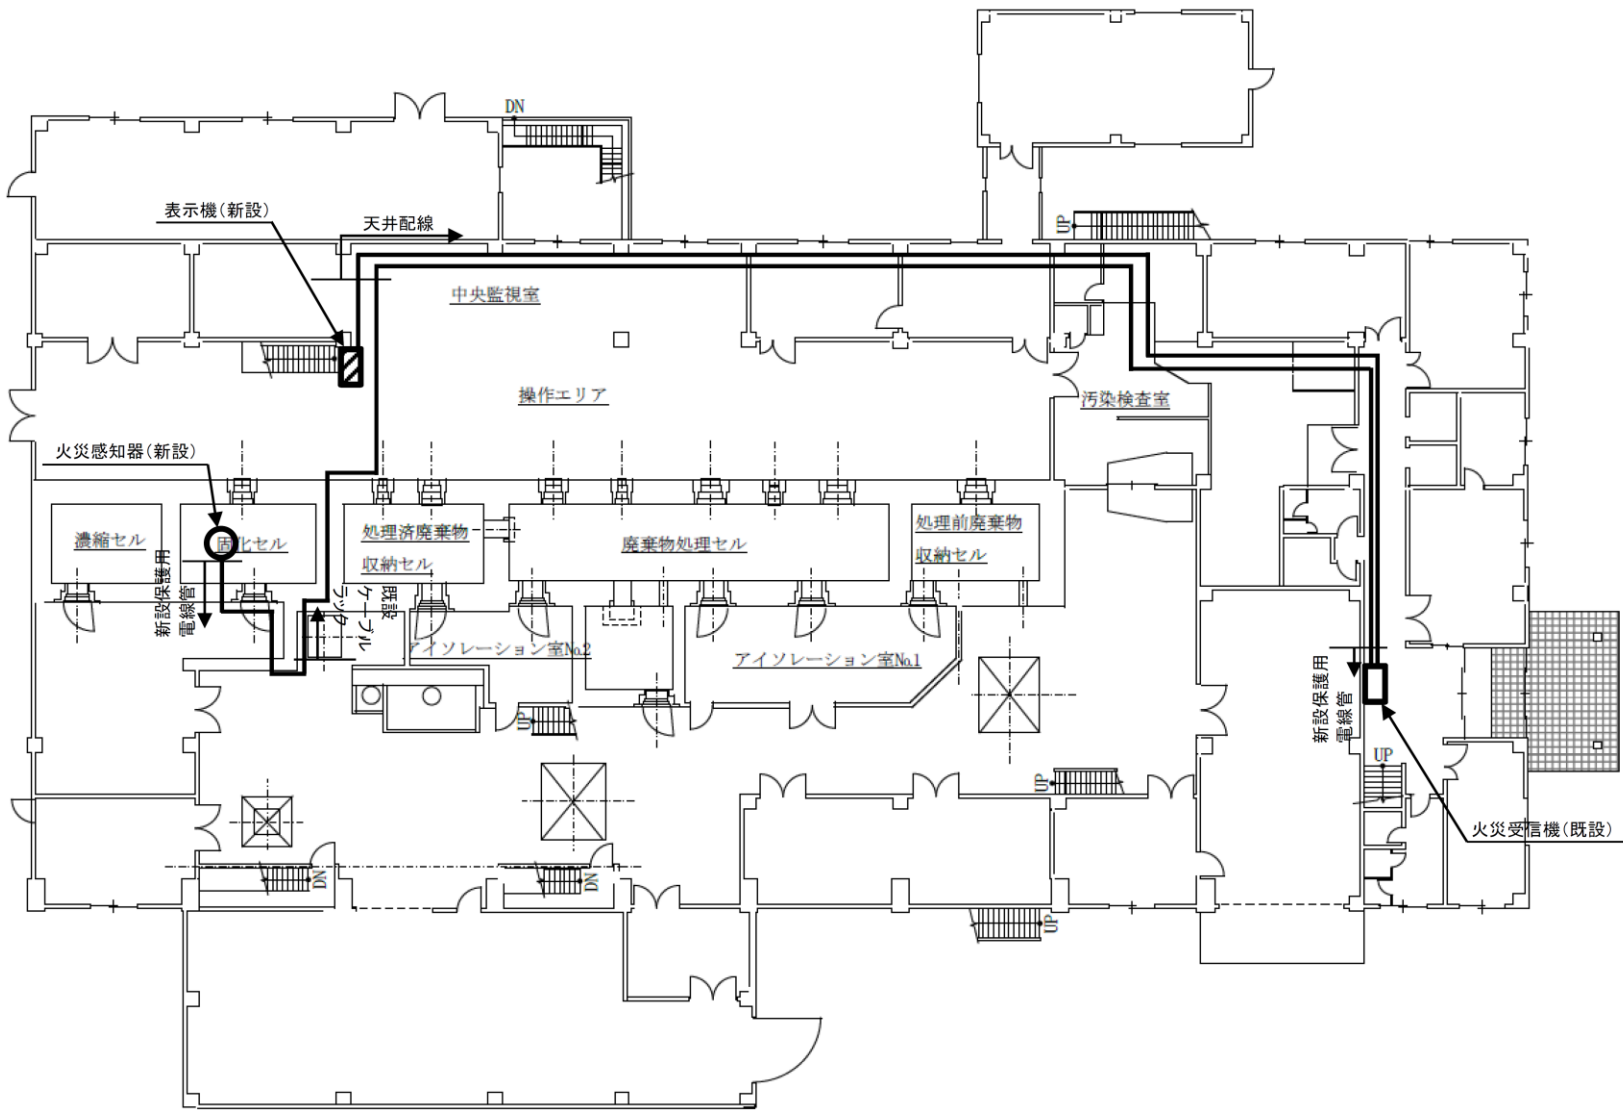 DN
表示機(新設)
天井配線
UP
中央監視室
操作エリア
汚染検査室
火災感知器(新設)
濃縮セル
固化セル
処理済廃棄物
収納セル
廃棄物処理セル
処理前廃棄物
収納セル
新設保護用
電線管
既設
ケーブル
ラック
アイソレーション室No.2
アイソレーション室No.1
UP
新設保護用
電線管
UP
UP
火災受信機(既設)
DN
DN
UP